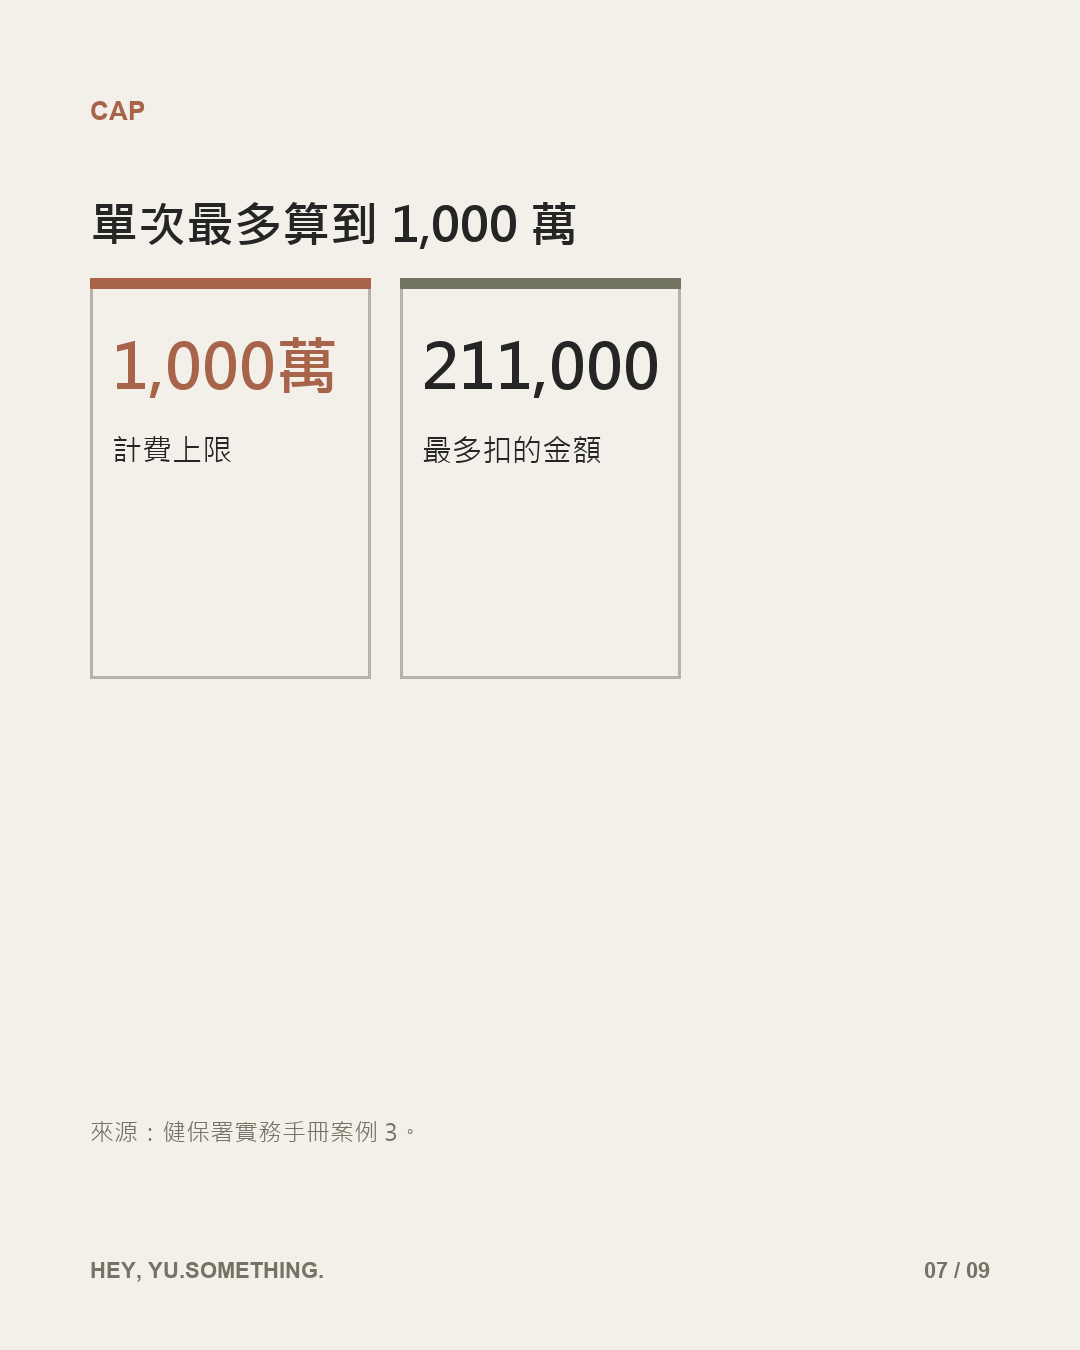 CAP
單次最多算到 1,000 萬
1,000萬
計費上限
211,000
最多扣的金額
來源：健保署實務手冊案例 3。
HEY, YU.SOMETHING.
07 / 09